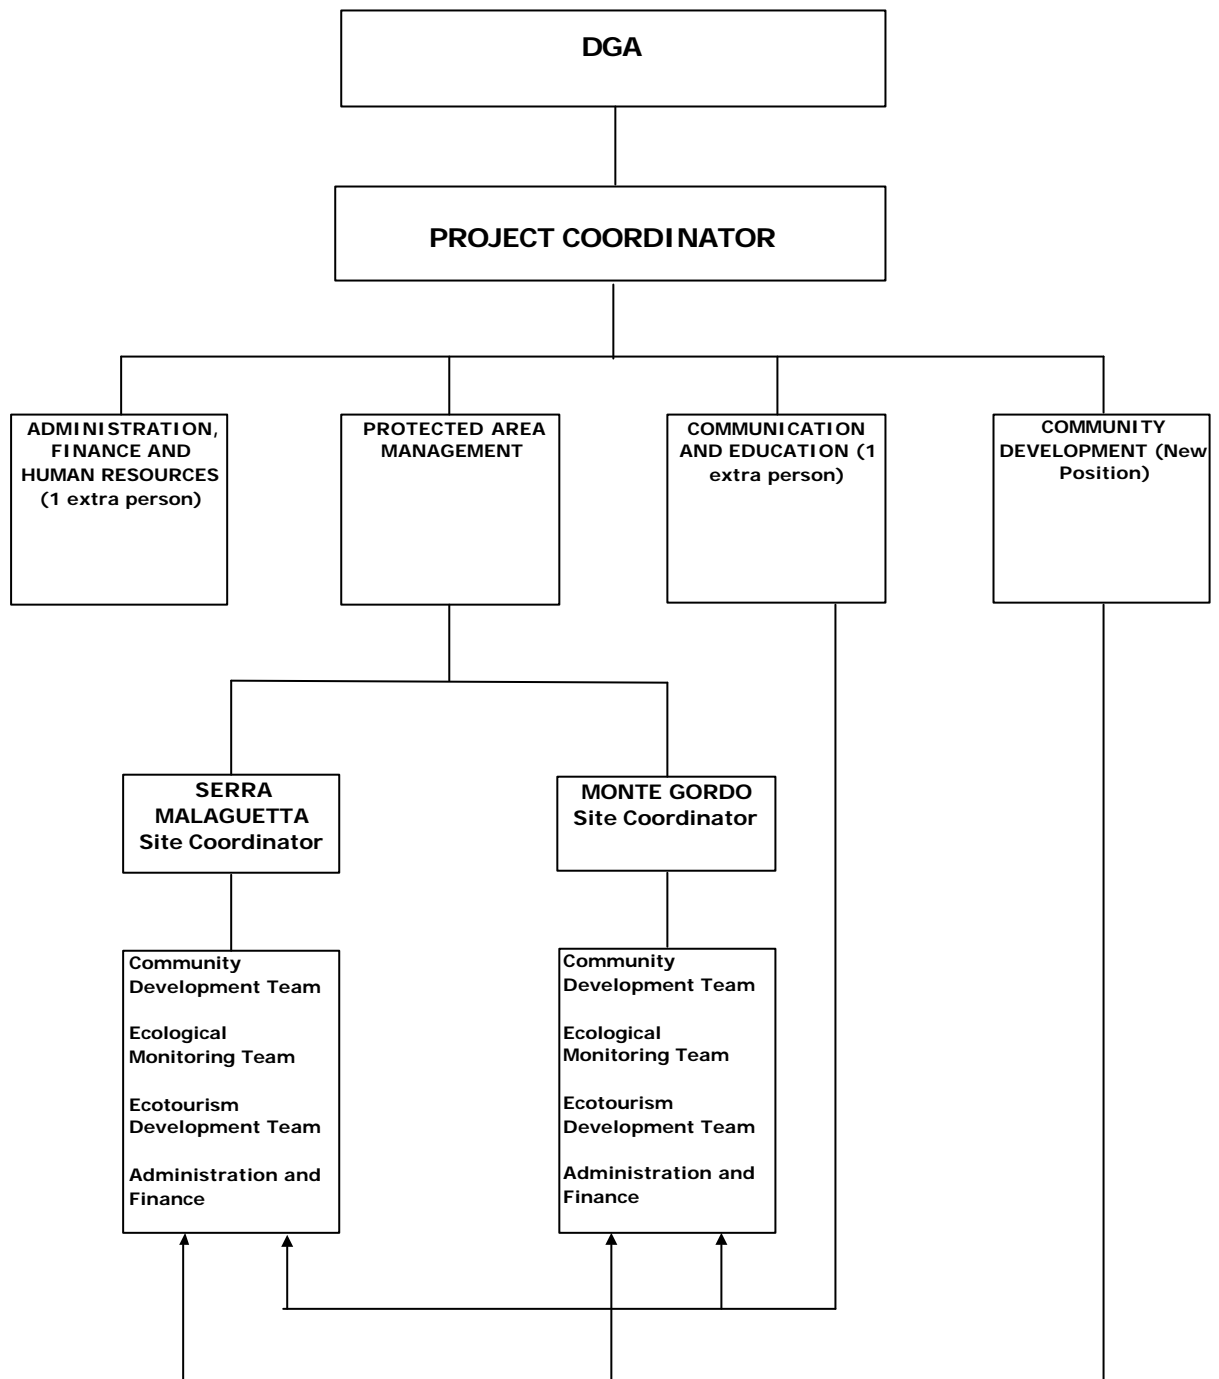 DGA
PROJECT COORDINATOR
ADMINISTRATION,
FINANCE AND
HUMAN RESOURCES
(1 extra person)
PROTECTED AREA
MANAGEMENT
COMMUNICATION
AND EDUCATION (1
extra person)
COMMUNITY
DEVELOPMENT (New
Position)
SERRA
MALAGUETTA
Site Coordinator
MONTE GORDO
Site Coordinator
Community
Development Team
Ecological
Monitoring Team
Ecotourism
Development Team
Administration and
Finance
Community
Development Team
Ecological
Monitoring Team
Ecotourism
Development Team
Administration and
Finance